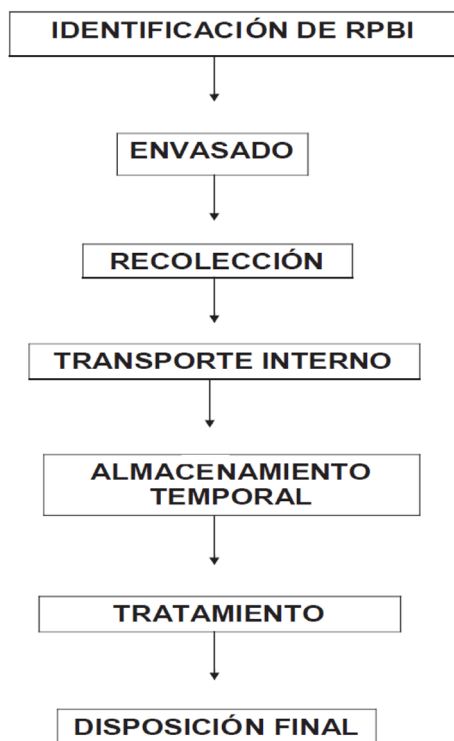 IDENTIFICACIÓN DE RPBI
ENVASADO
RECOLECCIÓN
TRANSPORTE INTERNO
ALMACENAMIENTO
TEMPORAL
TRATAMIENTO
DISPOSICIÓN FINAL